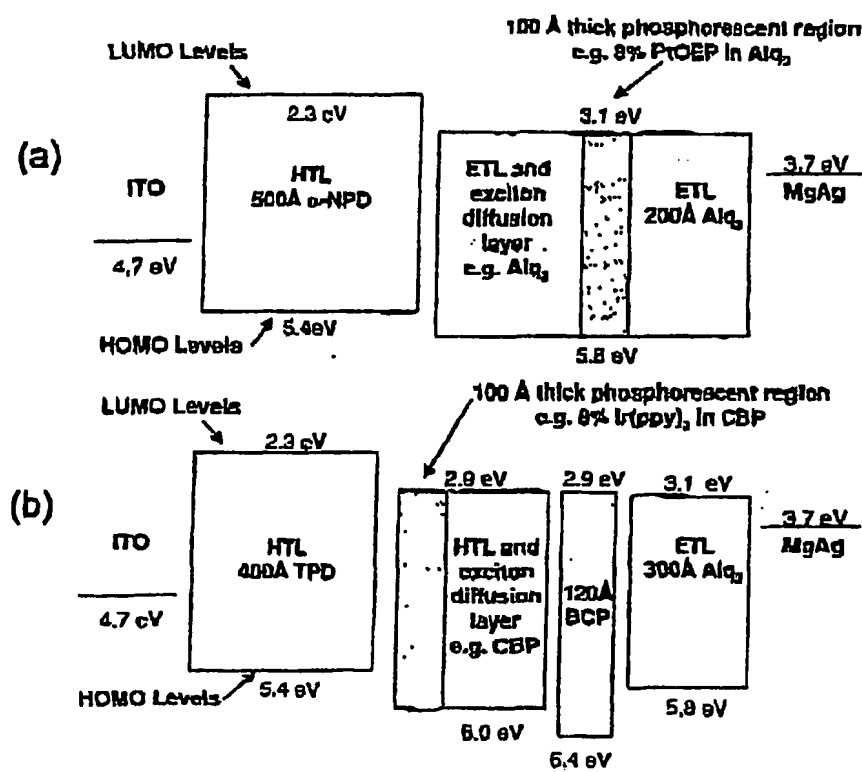 100 Å thick phosphorescent region
e.g. 8% PtOEP in Alq3
LUMO Levels
(a)
2.3 eV
3.1 eV
ITO
HTL
500Å α-NPD
ETL and
exciton
diffusion
layer
e.g. Alq3
ETL
200Å Alq3
3.7 eV
MgAg
4.7 eV
HOMO Levels
5.4eV
5.8 eV
LUMO Levels
100 Å thick phosphorescent region
e.g. 8% Ir(ppy)3 in CBP
(b)
2.3 eV
2.9 eV
2.9 eV
3.1 eV
ITO
HTL
400Å TPD
HTL and
exciton
diffusion
layer
e.g. CBP
120Å
BCP
ETL
300Å Alq3
3.7 eV
MgAg
4.7 eV
HOMO Levels
5.4 eV
6.0 eV
6.4 eV
5.8 eV